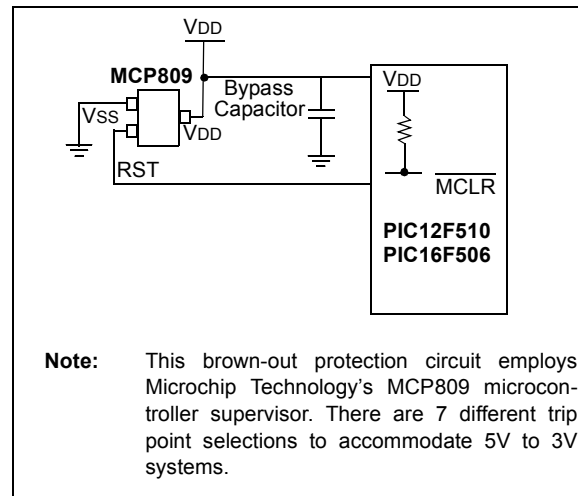 VDD
MCP809
Bypass
Capacitor
VDD
VSS
VDD
RST
MCLR
PIC12F510
PIC16F506
Note: This brown-out protection circuit employs
Microchip Technology's MCP809 microcon-
troller supervisor. There are 7 different trip
point selections to accommodate 5V to 3V
systems.